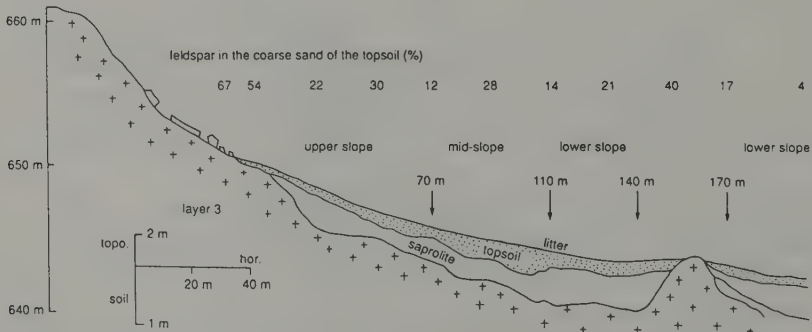 660 m
feldspar in the coarse sand of the topsoil (%)
67 54 22 30 12 28 14 21 40 17 4
upper slope mid-slope lower slope lower slope
650 m
70 m 110 m 140 m 170 m
layer 3
litter
topsoil
saprolite
topo. 2 m
hor.
20 m 40 m
soil
1 m
640 m